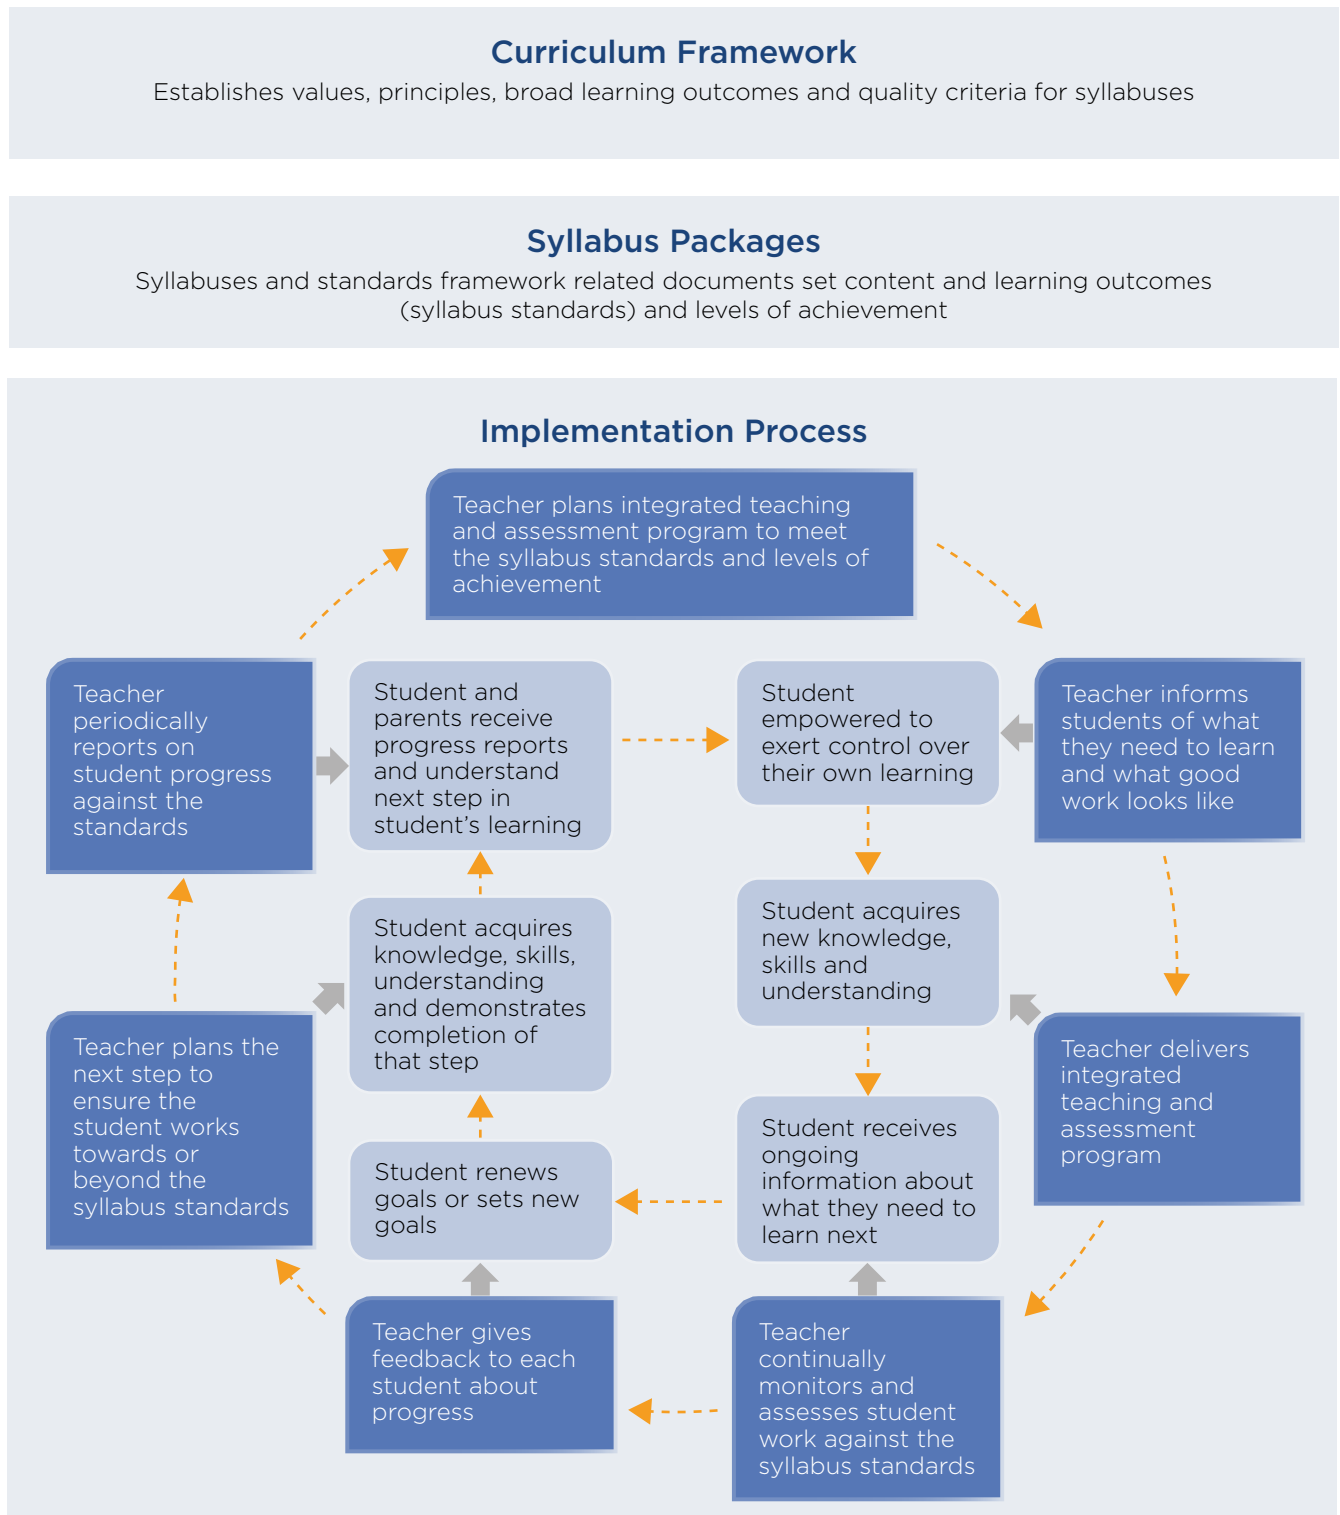 Curriculum Framework
Establishes values, principles, broad learning outcomes and quality criteria for syllabuses
Syllabus Packages
Syllabuses and standards framework related documents set content and learning outcomes
(syllabus standards) and levels of achievement
Implementation Process
Teacher plans integrated teaching
and assessment program to meet
the syllabus standards and levels of
achievement
Teacher
periodically
reports on
student progress
against the
standards
Student and
parents receive
progress reports
and understand
next step in
student’s learning
Student
empowered to
exert control over
their own learning
Teacher informs
students of what
they need to learn
and what good
work looks like
Student acquires
knowledge, skills,
understanding
and demonstrates
completion of
that step
Student acquires
new knowledge,
skills and
understanding
Teacher plans the
next step to
ensure the
student works
towards or
beyond the
syllabus standards
Teacher delivers
integrated
teaching and
assessment
program
Student renews
goals or sets new
goals
Student receives
ongoing
information about
what they need to
learn next
Teacher gives
feedback to each
student about
progress
Teacher
continually
monitors and
assesses student
work against the
syllabus standards